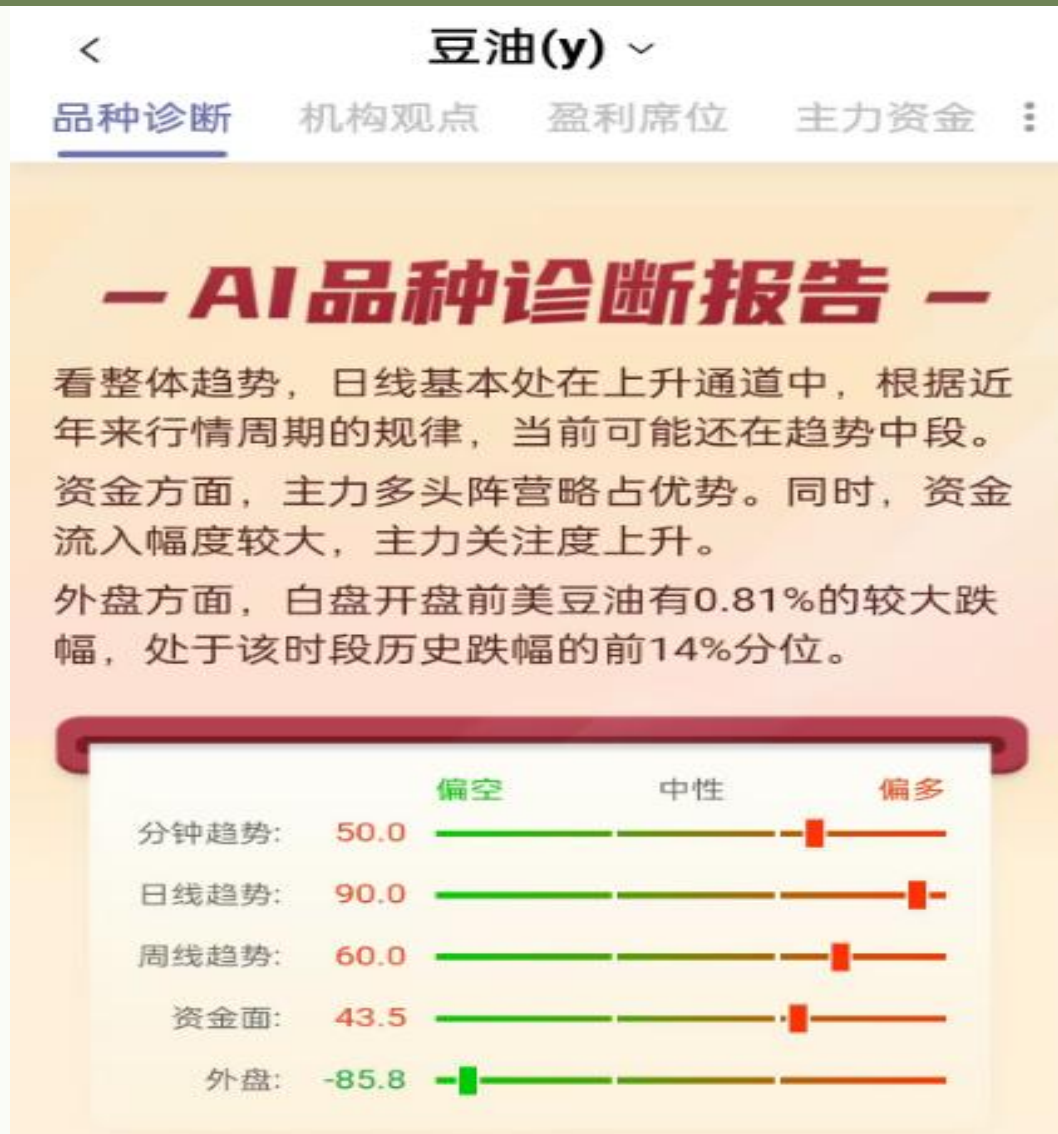 豆油(y)
品种诊断 机构观点 盈利席位 主力资金
— AI品种诊断报告 —
看整体趋势，日线基本处在上升通道中，根据近
年来行情周期的规律，当前可能还在趋势中段。
资金方面，主力多头阵营略占优势。同时，资金
流入幅度较大，主力关注度上升。
外盘方面，白盘开盘前美豆油有0.81%的较大跌
幅，处于该时段历史跌幅的前14%分位。
偏空 中性 偏多
分钟趋势: 50.0
日线趋势: 90.0
周线趋势: 60.0
资金面: 43.5
外盘: -85.8